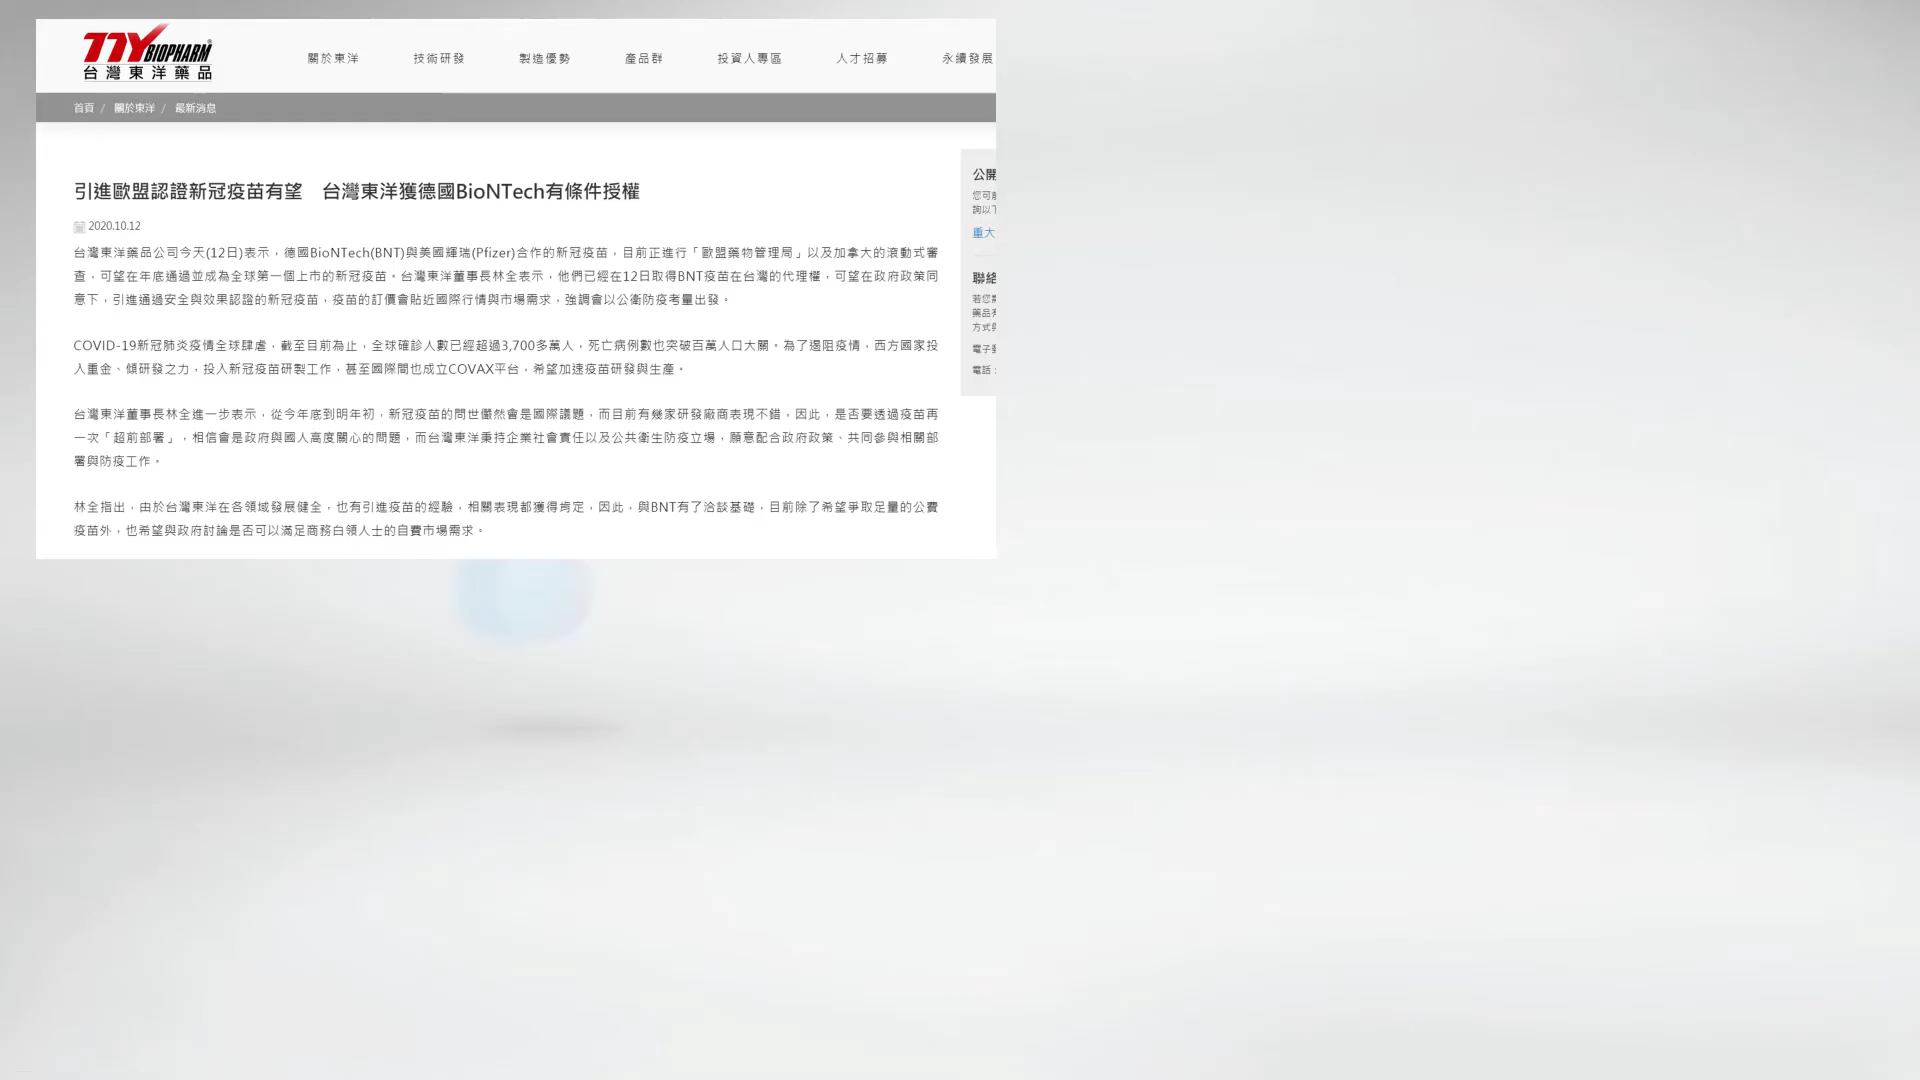 TTY BIOPHARM
台灣東洋藥品
關於東洋 技術研發 製造優勢 產品群 投資人專區 人才招募 永續發展
首頁 / 關於東洋 / 最新消息
引進歐盟認證新冠疫苗有望 台灣東洋獲德國BioNTech有條件授權
2020.10.12
台灣東洋藥品公司今天(12日)表示，德國BioNTech(BNT)與美國輝瑞(Pfizer)合作的新冠疫苗，目前正進行「歐盟藥物管理局」以及加拿大的滾動式審
查，可望在年底通過並成為全球第一個上市的新冠疫苗。台灣東洋董事長林全表示，他們已經在12日取得BNT疫苗在台灣的代理權，可望在政府政策同
意下，引進通過安全與效果認證的新冠疫苗，疫苗的訂價會貼近國際行情與市場需求，強調會以公衛防疫考量出發。
COVID-19新冠肺炎疫情全球肆虐，截至目前為止，全球確診人數已經超過3,700多萬人，死亡病例數也突破百萬人口大關。為了遏阻疫情，西方國家投
入重金、傾研發之力，投入新冠疫苗研製工作，甚至國際間也成立COVAX平台，希望加速疫苗研發與生產。
台灣東洋董事長林全進一步表示，從今年底到明年初，新冠疫苗的問世儼然會是國際議題，而目前有幾家研發廠商表現不錯，因此，是否要透過疫苗再
一次「超前部署」，相信會是政府與國人高度關心的問題，而台灣東洋秉持企業社會責任以及公共衛生防疫立場，願意配合政府政策、共同參與相關部
署與防疫工作。
林全指出，由於台灣東洋在各領域發展健全，也有引進疫苗的經驗，相關表現都獲得肯定，因此，與BNT有了洽談基礎，目前除了希望爭取足量的公費
疫苗外，也希望與政府討論是否可以滿足商務白領人士的自費市場需求。
公開
您可
詢以下
重大
聯絡
若您
藥品
方式
電子
電話：